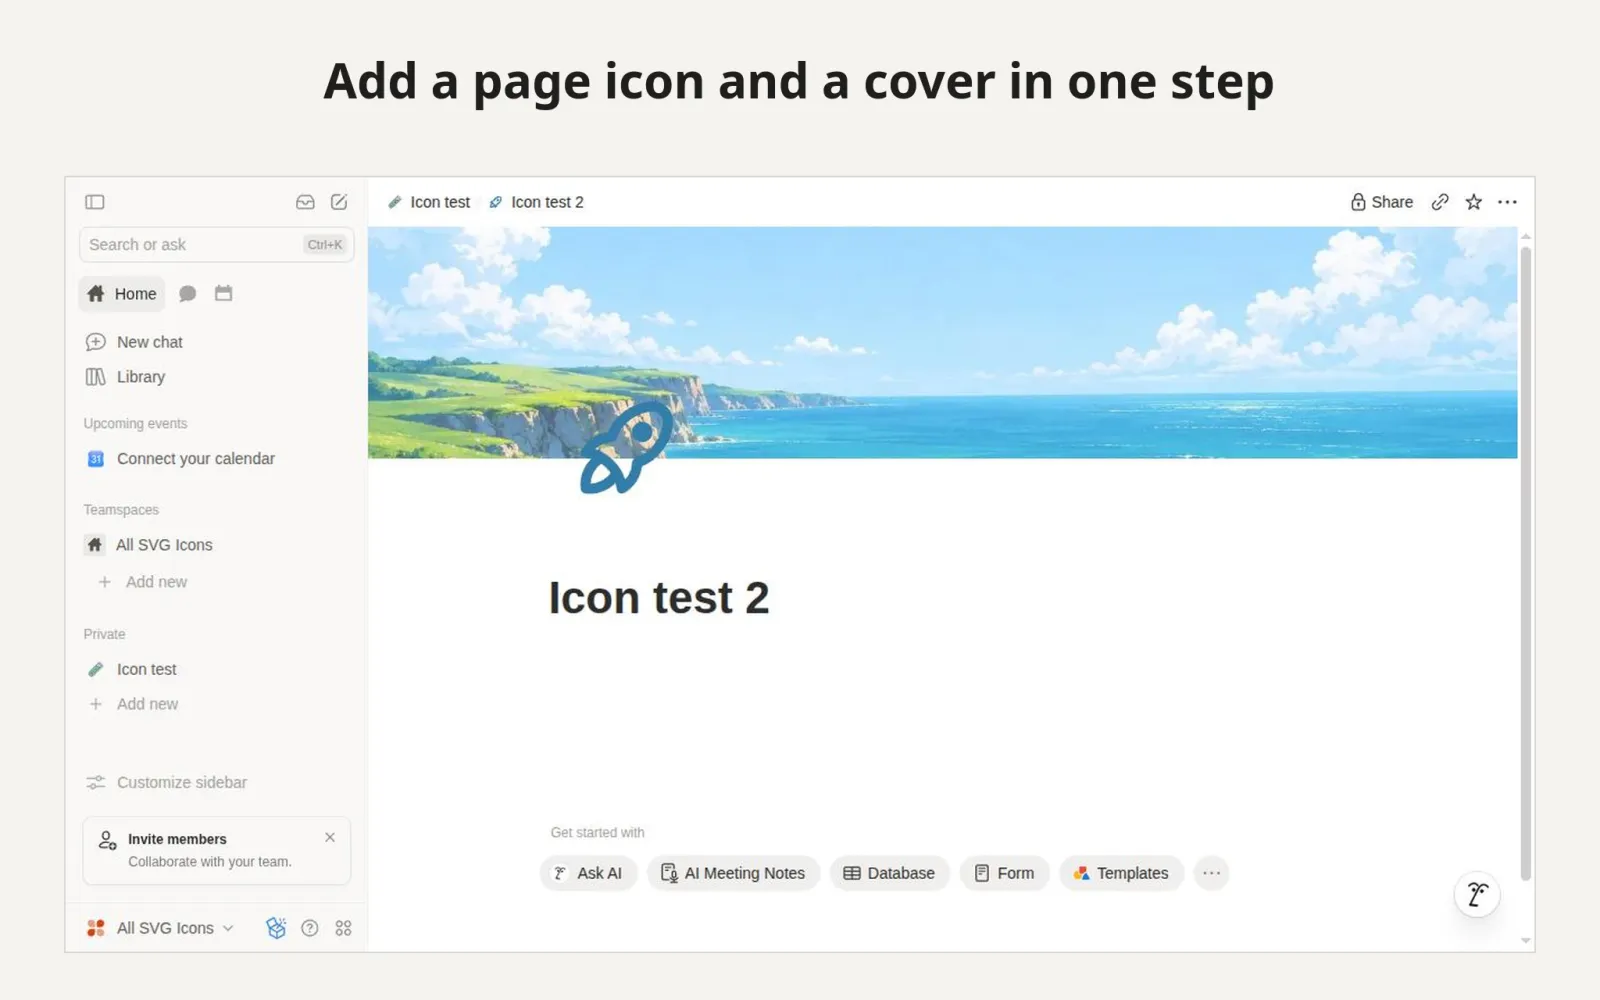 Add a page icon and a cover in one step
Icon test
Icon test 2
Share
Search or ask
Ctrl+K
Home
New chat
Library
Upcoming events
31
Connect your calendar
Teamspaces
All SVG Icons
Add new
Private
Icon test
Add new
Customize sidebar
Invite members
Collaborate with your team.
All SVG Icons
Icon test 2
Get started with
Ask AI
AI Meeting Notes
Database
Form
Templates